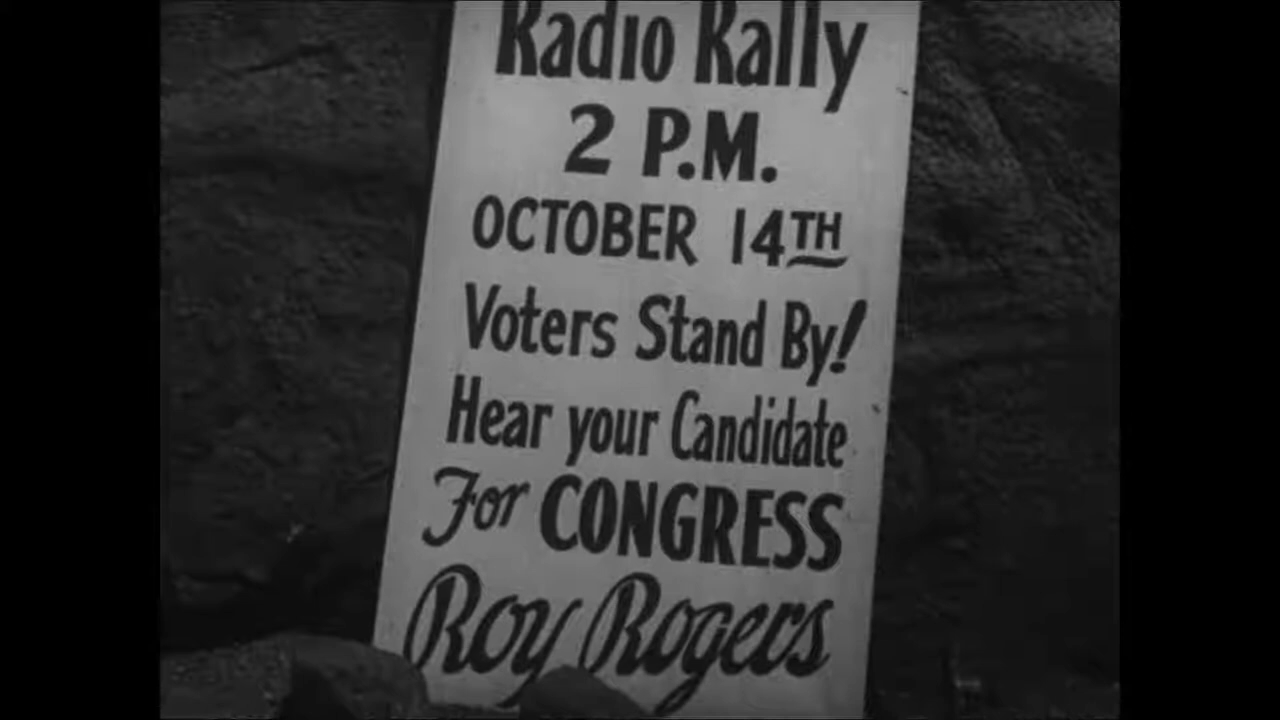 Radio Rally
2 P.M.
OCTOBER 14TH
Voters Stand By!
Hear your Candidate
For CONGRESS
Roy Rogers